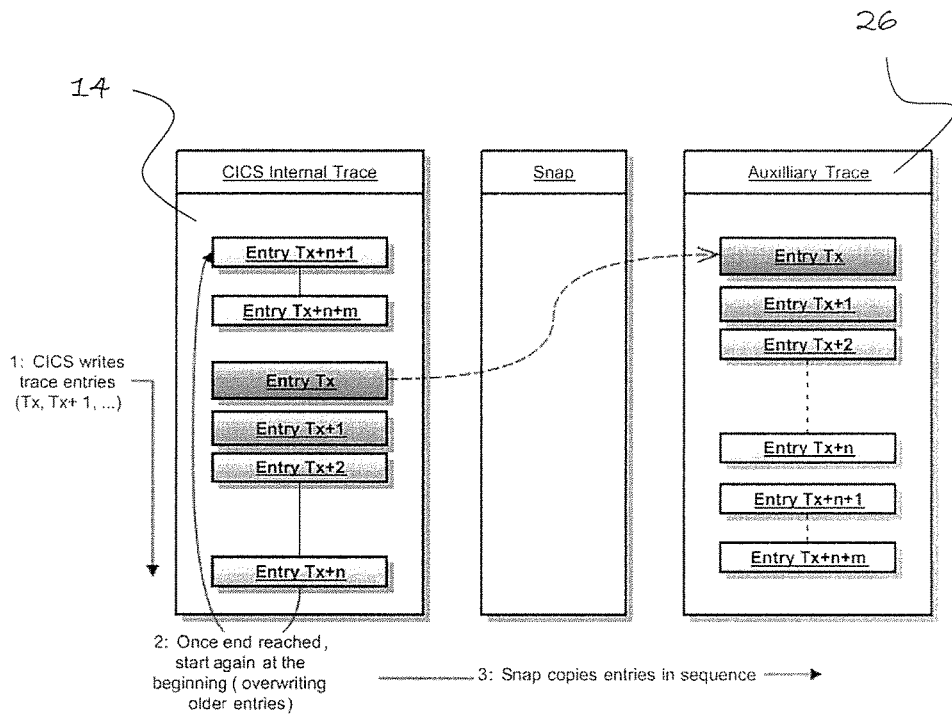 26
14
CICS Internal Trace
Snap
Auxilliary Trace
Entry Tx+n+1
Entry Tx+n+m
Entry Tx
Entry Tx+1
Entry Tx+2
Entry Tx+n
Entry Tx
Entry Tx+1
Entry Tx+2
Entry Tx+n
Entry Tx+n+1
Entry Tx+n+m
1: CICS writes
trace entries
(Tx, Tx+ 1, ...)
2: Once end reached,
start again at the
beginning ( overwriting
older entries)
3: Snap copies entries in sequence